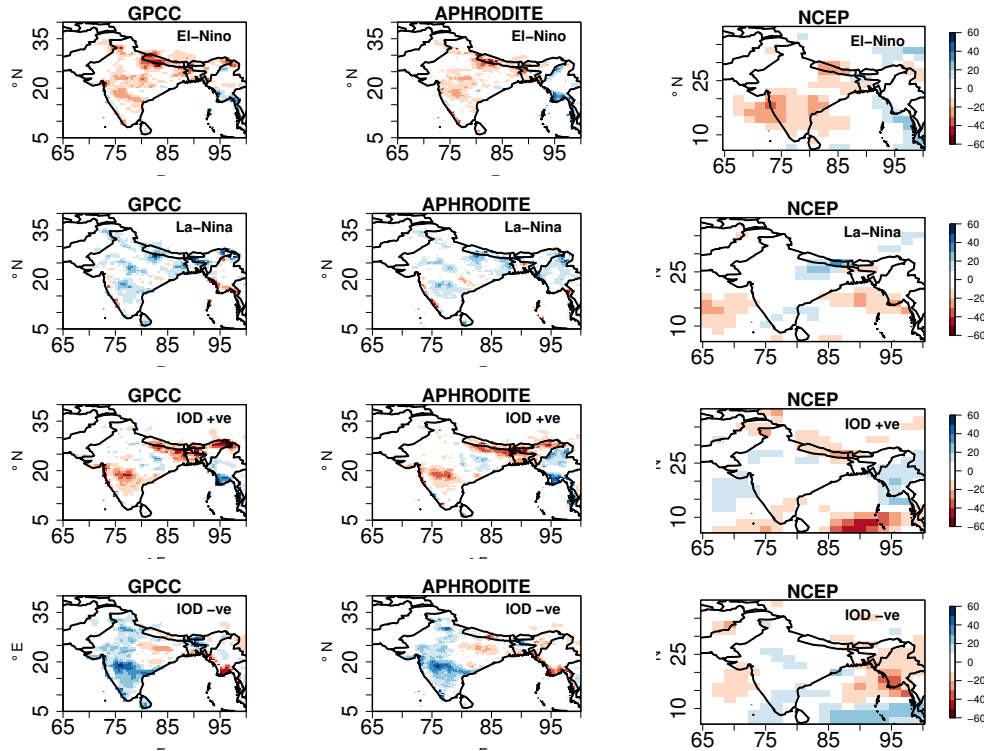 GPCC
El−Nino
35
20
5
° N
65 75 85 95
APHRODITE
El−Nino
35
20
5
° N
65 75 85 95
NCEP
El−Nino
25
10
° N
65 75 85 95
60
40
20
0
−20
−40
−60
GPCC
La−Nina
35
20
5
° N
65 75 85 95
APHRODITE
La−Nina
35
20
5
° N
65 75 85 95
NCEP
La−Nina
25
10
65 75 85 95
60
40
20
0
−20
−40
−60
GPCC
IOD +ve
35
20
5
° N
65 75 85 95
APHRODITE
IOD +ve
35
20
5
° N
65 75 85 95
NCEP
IOD +ve
25
10
65 75 85 95
60
40
20
0
−20
−40
−60
GPCC
IOD −ve
35
20
5
° E
65 75 85 95
APHRODITE
IOD −ve
35
20
5
° N
65 75 85 95
NCEP
IOD −ve
25
10
65 75 85 95
60
40
20
0
−20
−40
−60